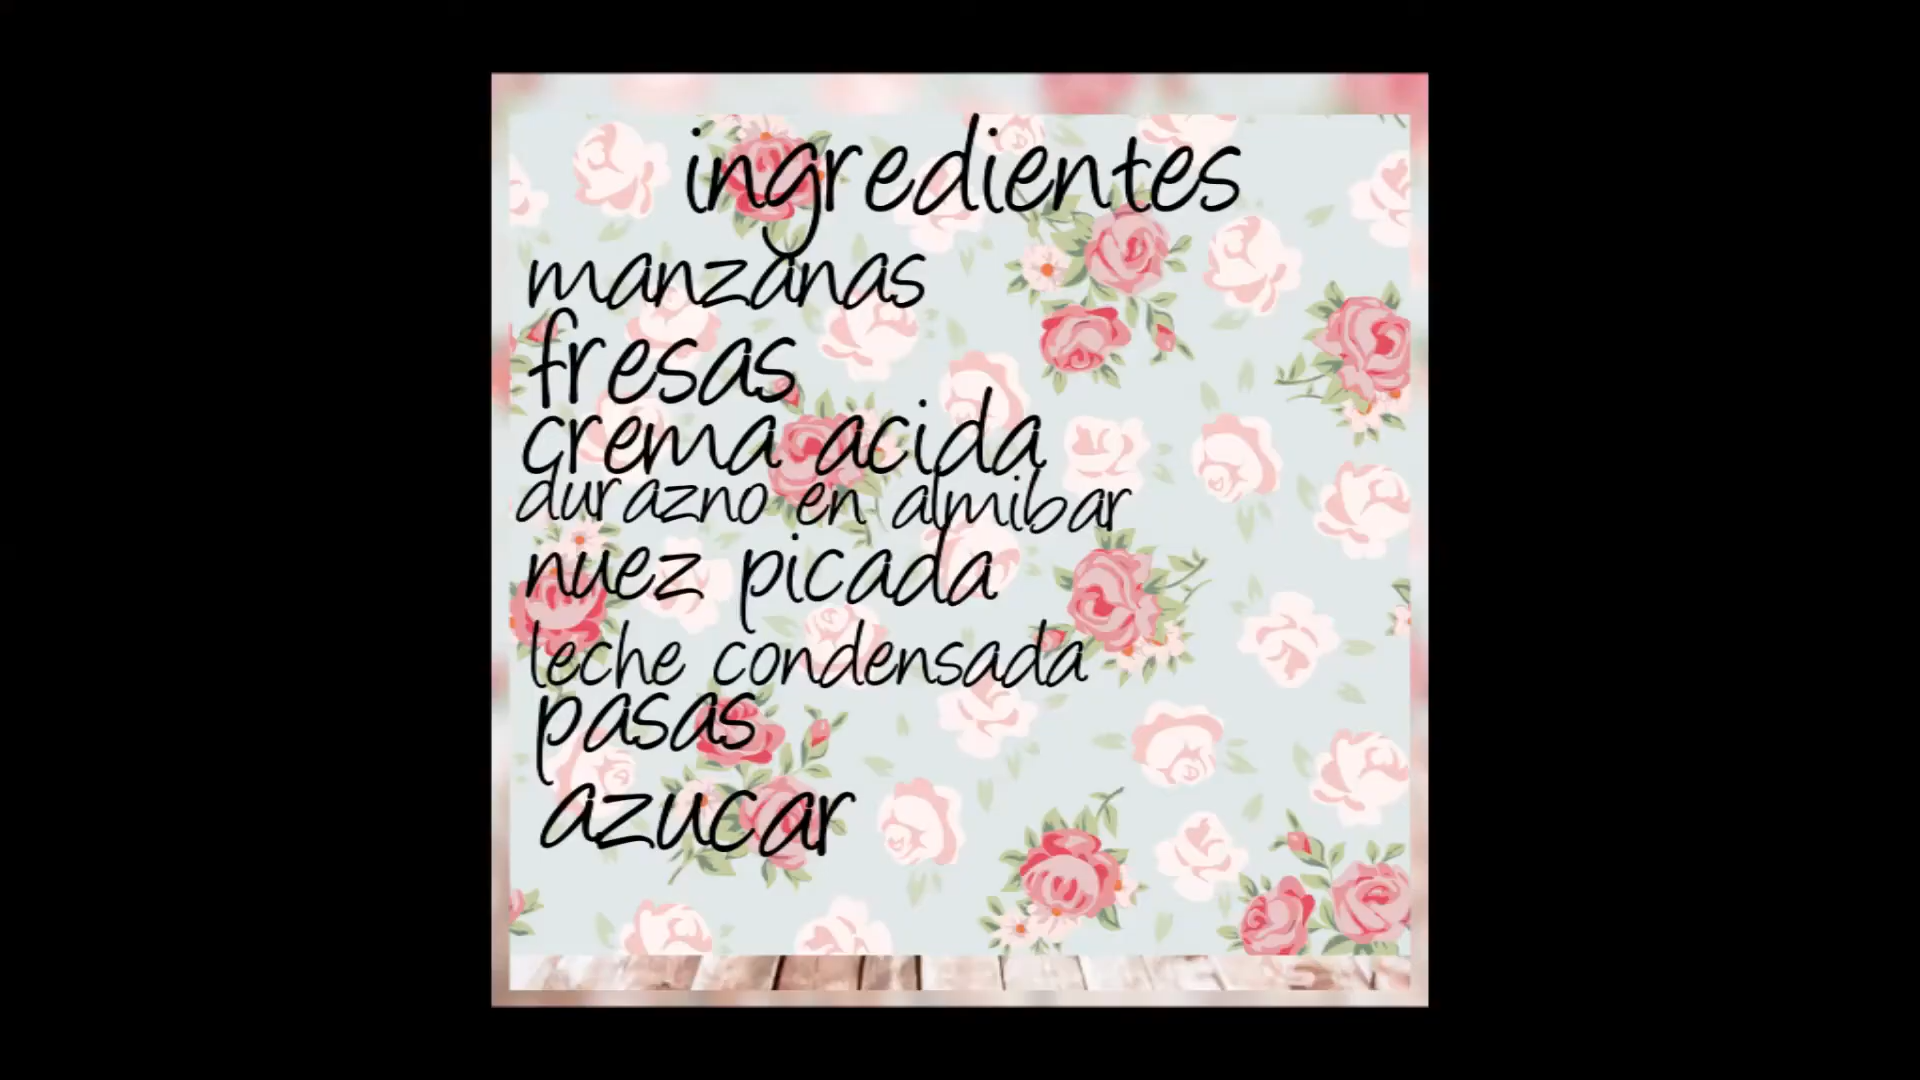 ingredientes
manzanas
fresas
crema acida
durazno en almibar
nuez picada
leche condensada
pasas
azucar